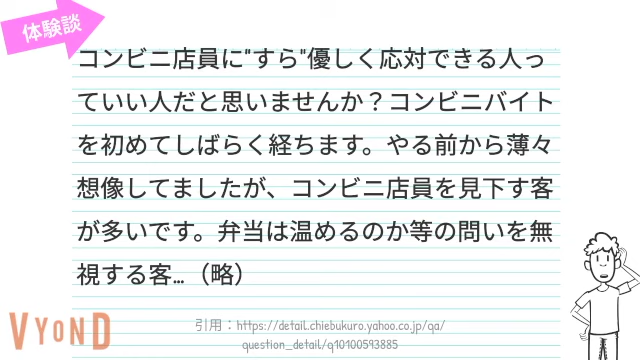 体験談
コンビニ店員に"すら"優しく応対できる人っ
ていい人だと思いませんか？コンビニバイト
を初めてしばらく経ちます。やる前から薄々
想像してましたが、コンビニ店員を見下す客
が多いです。弁当は温めるのか等の問いを無
視する客…（略）
引用：https://detail.chiebukuro.yahoo.co.jp/qa/
question_detail/q10100593885
VYOND